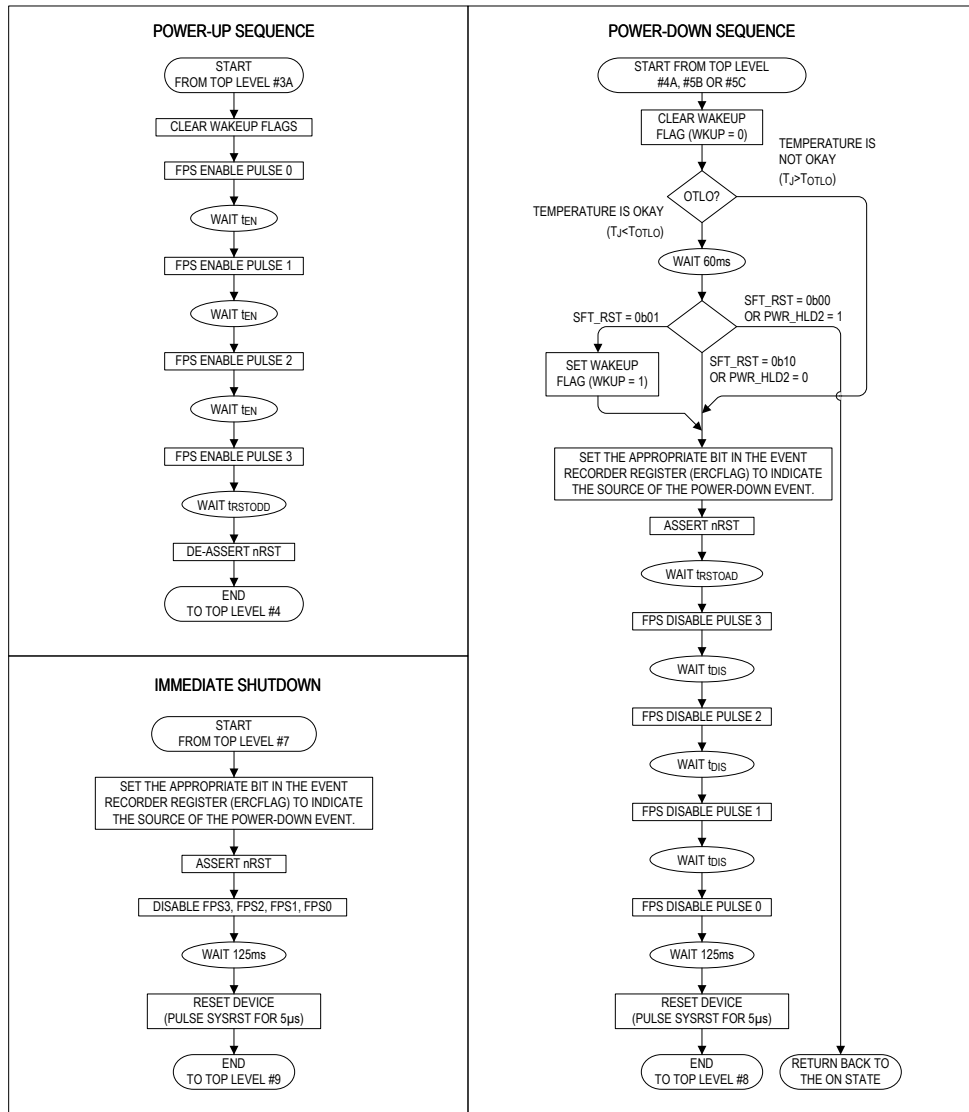 POWER-UP SEQUENCE
START
FROM TOP LEVEL #3A
CLEAR WAKEUP FLAGS
FPS ENABLE PULSE 0
WAIT tEN
FPS ENABLE PULSE 1
WAIT tEN
FPS ENABLE PULSE 2
WAIT tEN
FPS ENABLE PULSE 3
WAIT tRSTODD
DE-ASSERT nRST
END
TO TOP LEVEL #4
IMMEDIATE SHUTDOWN
START
FROM TOP LEVEL #7
SET THE APPROPRIATE BIT IN THE EVENT
RECORDER REGISTER (ERCFLAG) TO INDICATE
THE SOURCE OF THE POWER-DOWN EVENT.
ASSERT nRST
DISABLE FPS3, FPS2, FPS1, FPS0
WAIT 125ms
RESET DEVICE
(PULSE SYSRST FOR 5µs)
END
TO TOP LEVEL #9
POWER-DOWN SEQUENCE
START FROM TOP LEVEL
#4A, #5B OR #5C
CLEAR WAKEUP
FLAG (WKUP = 0)
TEMPERATURE IS
NOT OKAY
(TJ>TOTLO)
OTLO?
TEMPERATURE IS OKAY
(TJ<TOTLO)
WAIT 60ms
SFT_RST = 0b01
SFT_RST = 0b00
OR PWR_HLD2 = 1
SET WAKEUP
FLAG (WKUP = 1)
SFT_RST = 0b10
OR PWR_HLD2 = 0
SET THE APPROPRIATE BIT IN THE EVENT
RECORDER REGISTER (ERCFLAG) TO INDICATE
THE SOURCE OF THE POWER-DOWN EVENT.
ASSERT nRST
WAIT tRSTOAD
FPS DISABLE PULSE 3
WAIT tDIS
FPS DISABLE PULSE 2
WAIT tDIS
FPS DISABLE PULSE 1
WAIT tDIS
FPS DISABLE PULSE 0
WAIT 125ms
RESET DEVICE
(PULSE SYSRST FOR 5µs)
END
TO TOP LEVEL #8
RETURN BACK TO
THE ON STATE